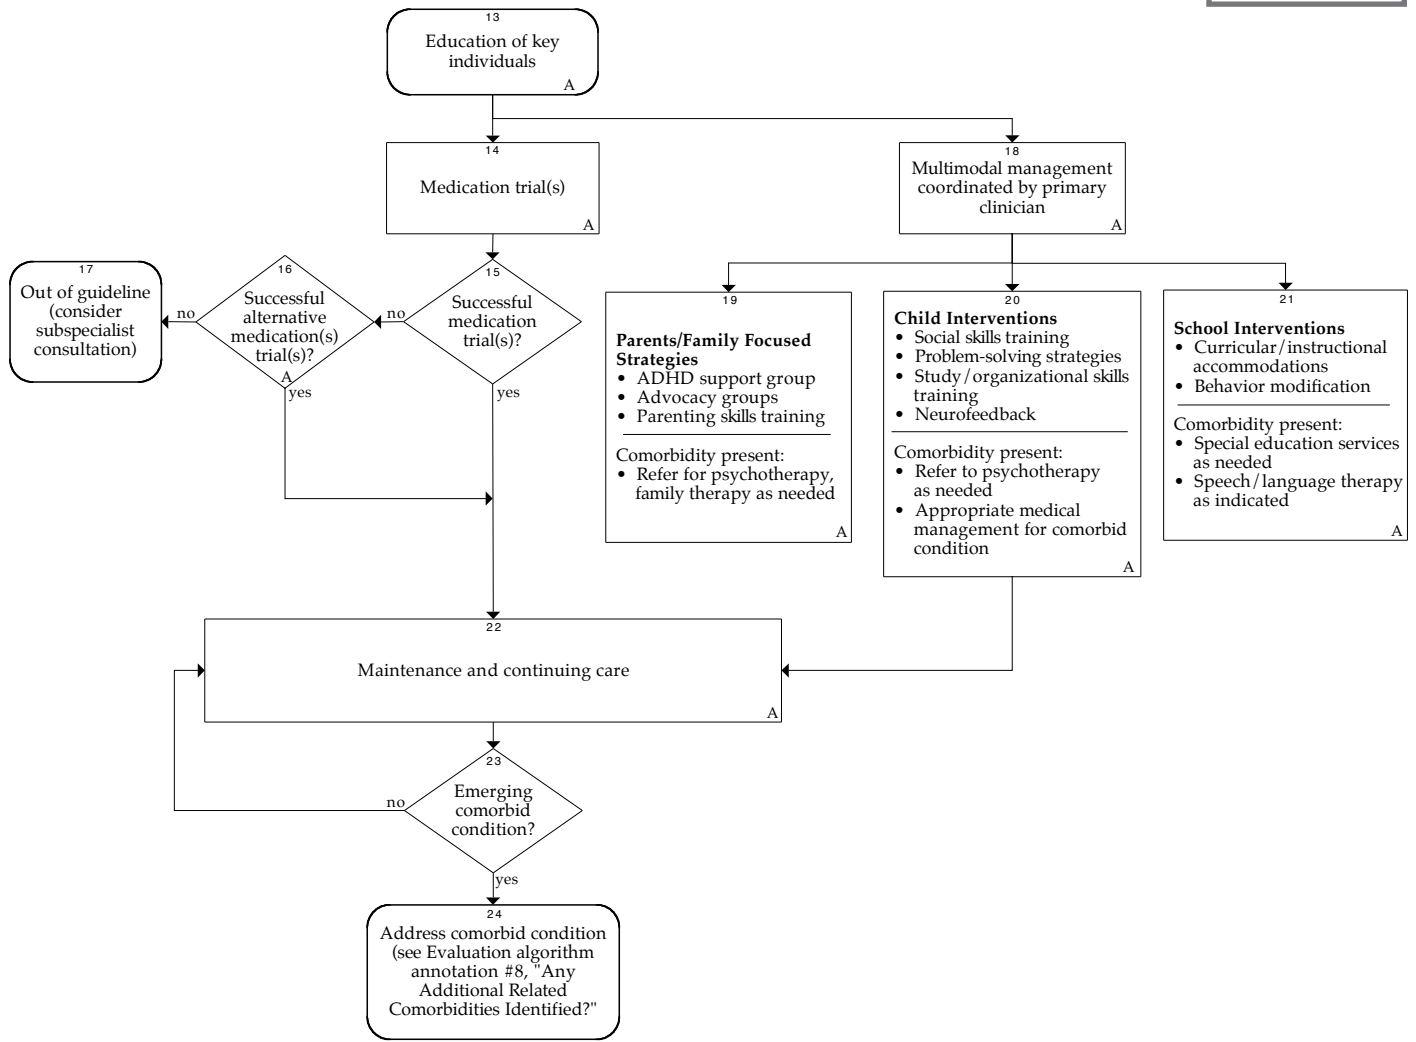 13
Education of key
individuals
A
14
Medication trial(s)
A
18
Multimodal management
coordinated by primary
clinician
A
17
Out of guideline
(consider
subspecialist
consultation)
no
16
Successful
alternative
medication(s)
trial(s)?
A
yes
no
15
Successful
medication
trial(s)?
yes
19
Parents/Family Focused
Strategies
• ADHD support group
• Advocacy groups
• Parenting skills training
Comorbidity present:
• Refer for psychotherapy,
family therapy as needed
A
20
Child Interventions
• Social skills training
• Problem-solving strategies
• Study/organizational skills
training
• Neurofeedback
Comorbidity present:
• Refer to psychotherapy
as needed
• Appropriate medical
management for comorbid
condition
A
21
School Interventions
• Curricular/instructional
accommodations
• Behavior modification
Comorbidity present:
• Special education services
as needed
• Speech/language therapy
as indicated
A
22
Maintenance and continuing care
A
23
Emerging
comorbid
condition?
no
yes
24
Address comorbid condition
(see Evaluation algorithm
annotation #8, "Any
Additional Related
Comorbidities Identified?"